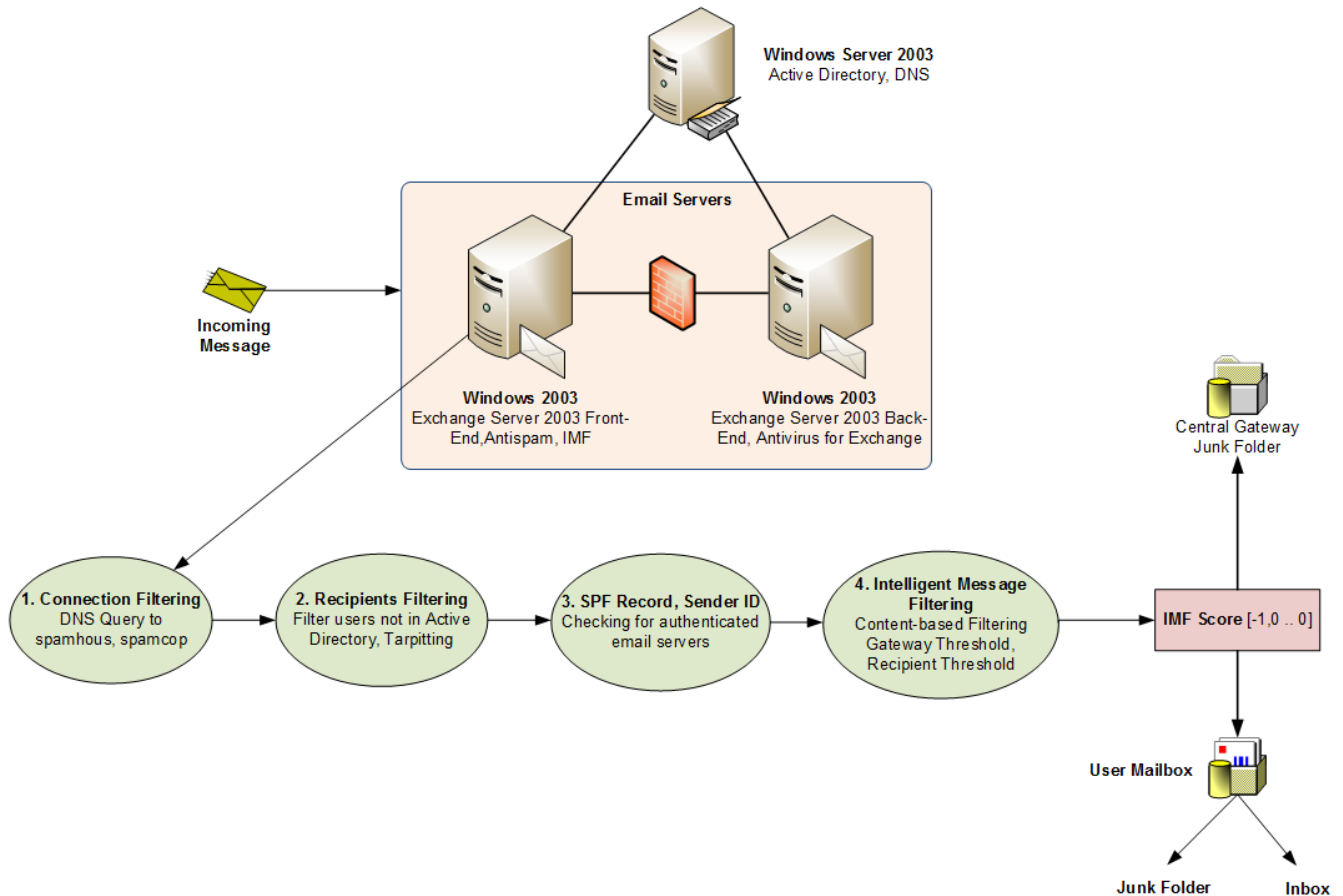 Windows Server 2003
Active Directory, DNS
Email Servers
Incoming
Message
Windows 2003
Exchange Server 2003 Front-
End,Antispam, IMF
Windows 2003
Exchange Server 2003 Back-
End, Antivirus for Exchange
Central Gateway
Junk Folder
1. Connection Filtering
DNS Query to
spamhous, spamcop
2. Recipients Filtering
Filter users not in Active
Directory, Tarpitting
3. SPF Record, Sender ID
Checking for authenticated
email servers
4. Intelligent Message
Filtering
Content-based Filtering
Gateway Threshold,
Recipient Threshold
IMF Score [-1,0 .. 0]
User Mailbox
Junk Folder
Inbox